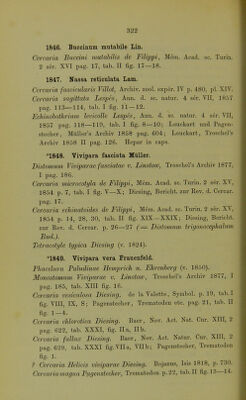 322
1846. Buccinum mutabile Lin.
Cercaria Buccini mutabilis de Filippi, Mém. Acad. sc. Turin.
2 sér. XVI pag. 17, tab. II fig. 17—18.
1847. Nassa reticulata Lam.
Cercaria fascicularis Villot, Archiv. zool. expér. IV p. 480, pl. XIV.
Cercaria sagittata Lespés, Ann. d. sc. natur. 4 sér. VII, 1857
pag. 113—114, tab. I fig. 11—12.
Echinobothrium levicolle Lespés, Ann. d. sc. natur. 4 sér. VII,
1857 pag. 118—119, tab. I fig. 8—10; Leuckart und Pagen-
stecher, Müller's Archiv 1858 pag. 604; Leuckart, Troschel's
Archiv 1858 II pag. 126. Hepar in caps.
*1848. Vivipara fasciata Müller.
Distomum Viviparae fasciatae v. Linstow, Troschel's Archiv 1877,
I pag. 186.
Cercaria microcotyla de Filippi, Mém. Acad. sc. Turin. 2 sér. XV,
1854 p. 7, tab. I fig. V—X; Diesing, Bericht. zur Rev. d. Cercar.
pag. 17.
Cercaria echinatoides de Filippi, Mém. Acad. sc. Turin. 2 sér. XV,
1854 p. 14, 28, 30, tab. II fig. XIX—XXIX; Diesing, Bericht.
zur Rev. d. Cercar. p. 26—27 (= Distomum trigonocephalum
Rud.).
Tetracotyle typica Diesing (v. 1824).
*1849. Vivipara vera Frauenfeld.
Phacelura Paludinae Hemprich u. Ehrenberg (v. 1850).
Monostomum Viviparae v. Linstow, Troschel's Archiv 1877, I
pag. 185, tab. XIII fig. 16.
Cercaria vesiculosa Diesing, de la Valette, Symbol. p. 19, tab. I
fig. VIII, IX, S; Pagenstecher, Trematoden etc. pag. 21, tab. II
fig. 1—4.
Cercaria chlorotica Diesing. Baer, Nov. Act. Nat. Cur. XIII, 2
pag. 622, tab. XXXI, fig. IIa, IIb.
Cercaria fallax Diesing. Baer, Nov. Act. Natur. Cur. XIII, 2
pag. 629, tab. XXXI fig. VIIa, VIIb; Pagenstecher, Trematoden
fig. 1.
? Cercaria Helicis viviparae Diesing. Bojanus, Isis 1818, p. 730.
Cercaria magna Pagenstecher, Trematoden p. 22, tab. II fig. 13—14.